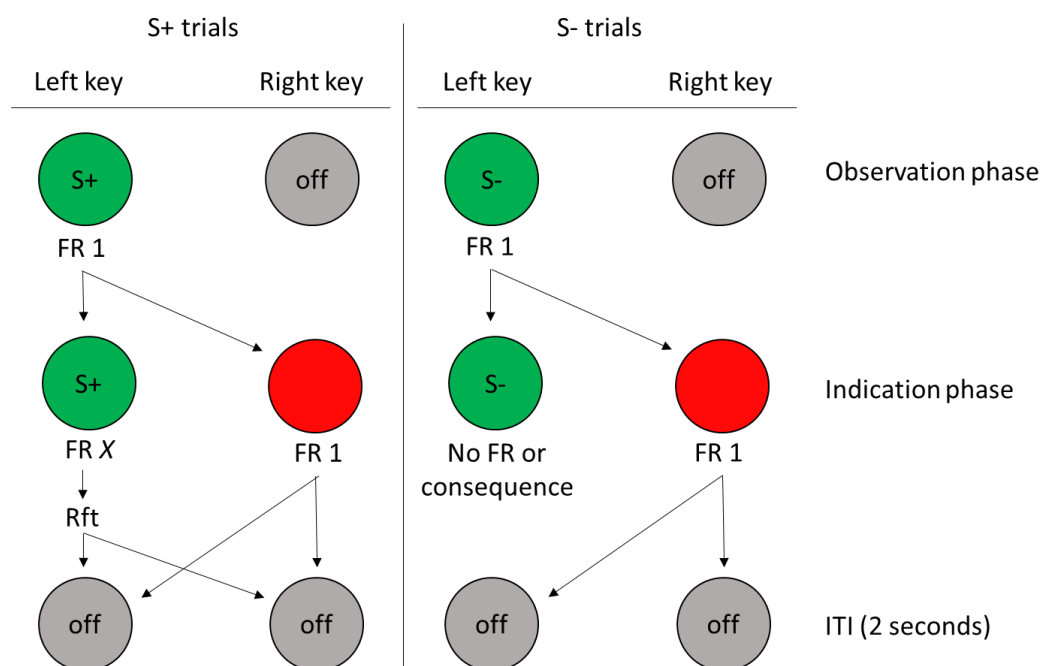 S+ trials
S- trials
Left key
Right key
Left key
Right key
S+
off
S-
off
Observation phase
FR 1
FR 1
S+
S-
Indication phase
FR X
FR 1
No FR or
consequence
FR 1
Rft
off
off
off
off
ITI (2 seconds)